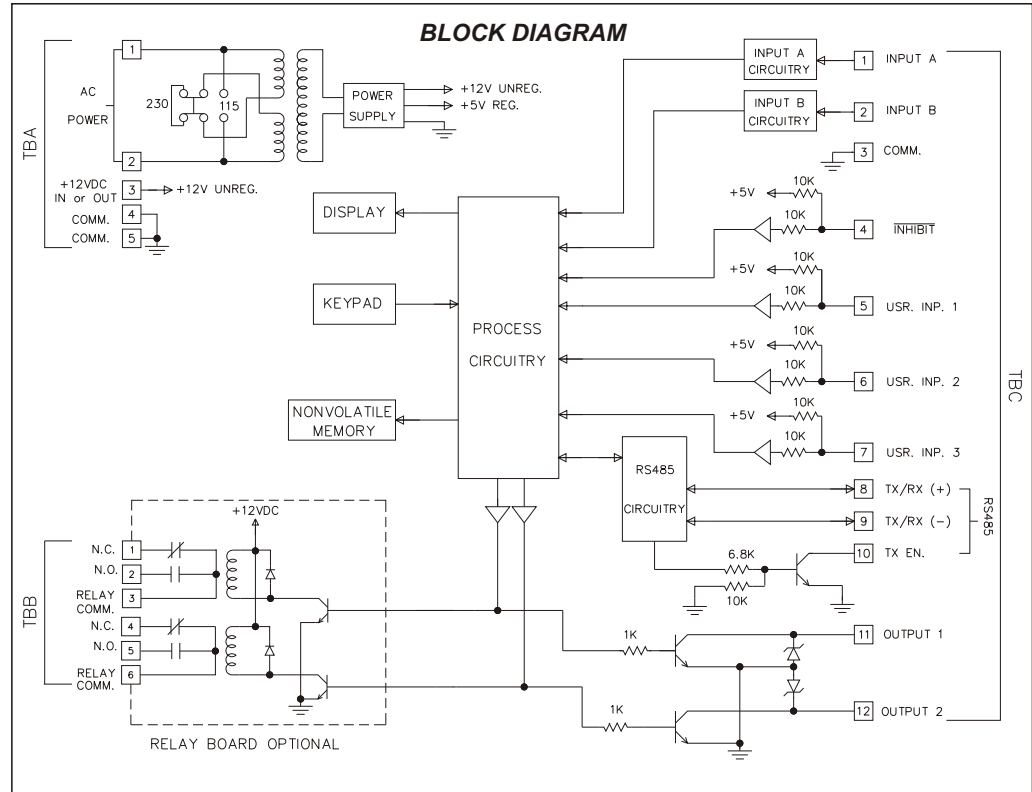 BLOCK DIAGRAM
TBA
1
AC
POWER
230
115
2
+12VDC
IN or OUT
3
+12V UNREG.
COMM.
4
COMM.
5
POWER
SUPPLY
+12V UNREG.
+5V REG.
DISPLAY
KEYPAD
NONVOLATILE
MEMORY
PROCESS
CIRCUITRY
INPUT A
CIRCUITRY
1
INPUT A
INPUT B
CIRCUITRY
2
INPUT B
3
COMM.
+5V
10K
10K
4
INHIBIT
+5V
10K
10K
5
USR. INP. 1
+5V
10K
10K
6
USR. INP. 2
+5V
10K
10K
7
USR. INP. 3
TBC
RS485
CIRCUITRY
8
TX/RX (+)
9
TX/RX (-)
RS485
10
TX EN.
6.8K
10K
1K
11
OUTPUT 1
1K
12
OUTPUT 2
TBB
+12VDC
N.C.
1
N.O.
2
RELAY
COMM.
3
N.C.
4
N.O.
5
RELAY
COMM.
6
RELAY BOARD OPTIONAL